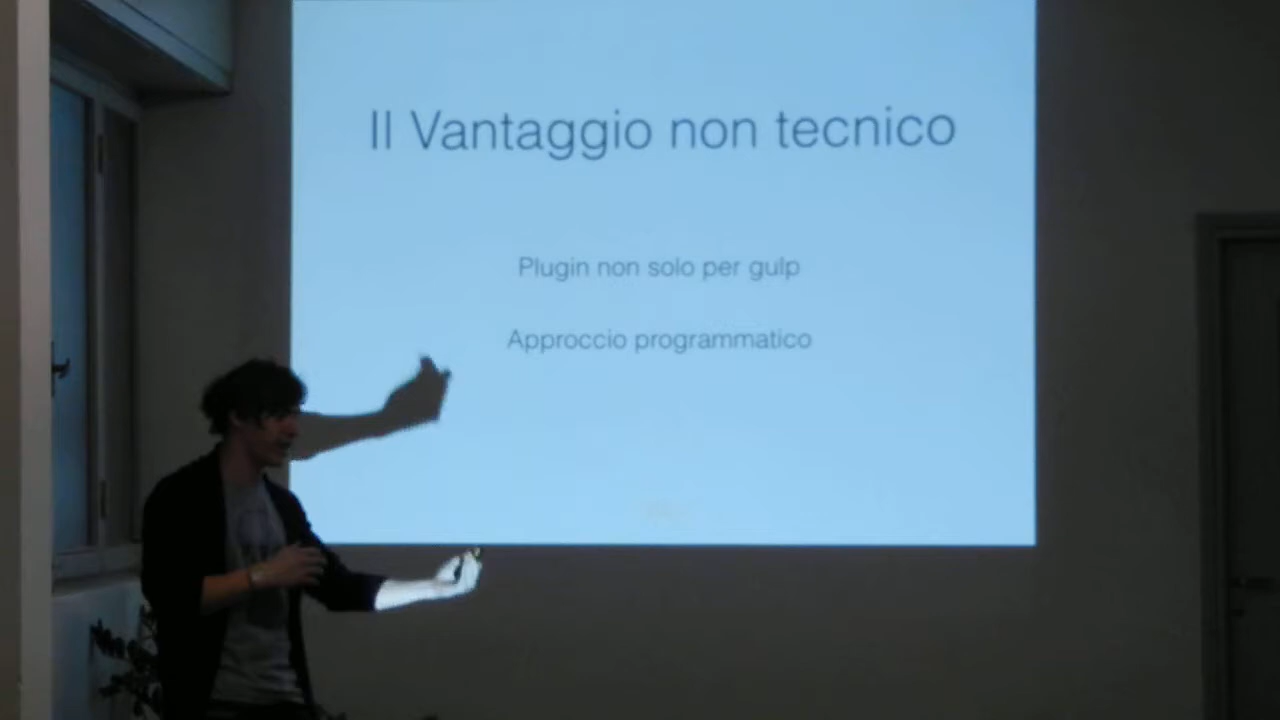 Il Vantaggio non tecnico
Plugin non solo per gulp
Approccio programmatico